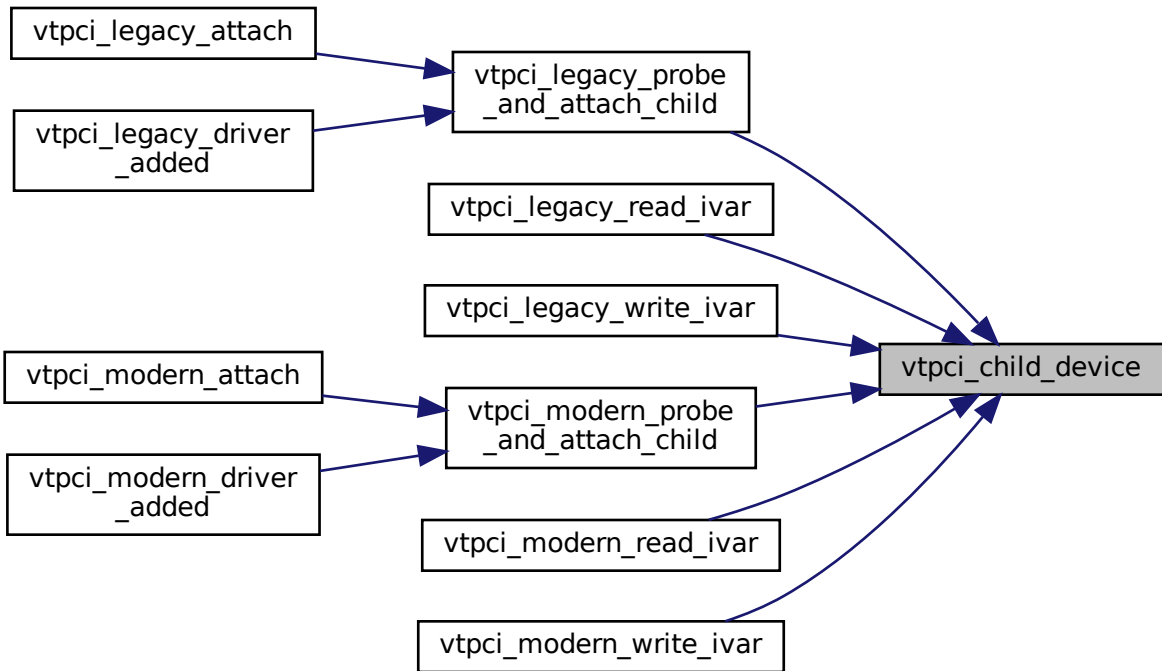 vtpci_legacy_attach
vtpci_legacy_driver
_added
vtpci_legacy_probe
_and_attach_child
vtpci_legacy_read_ivar
vtpci_legacy_write_ivar
vtpci_child_device
vtpci_modern_attach
vtpci_modern_driver
_added
vtpci_modern_probe
_and_attach_child
vtpci_modern_read_ivar
vtpci_modern_write_ivar